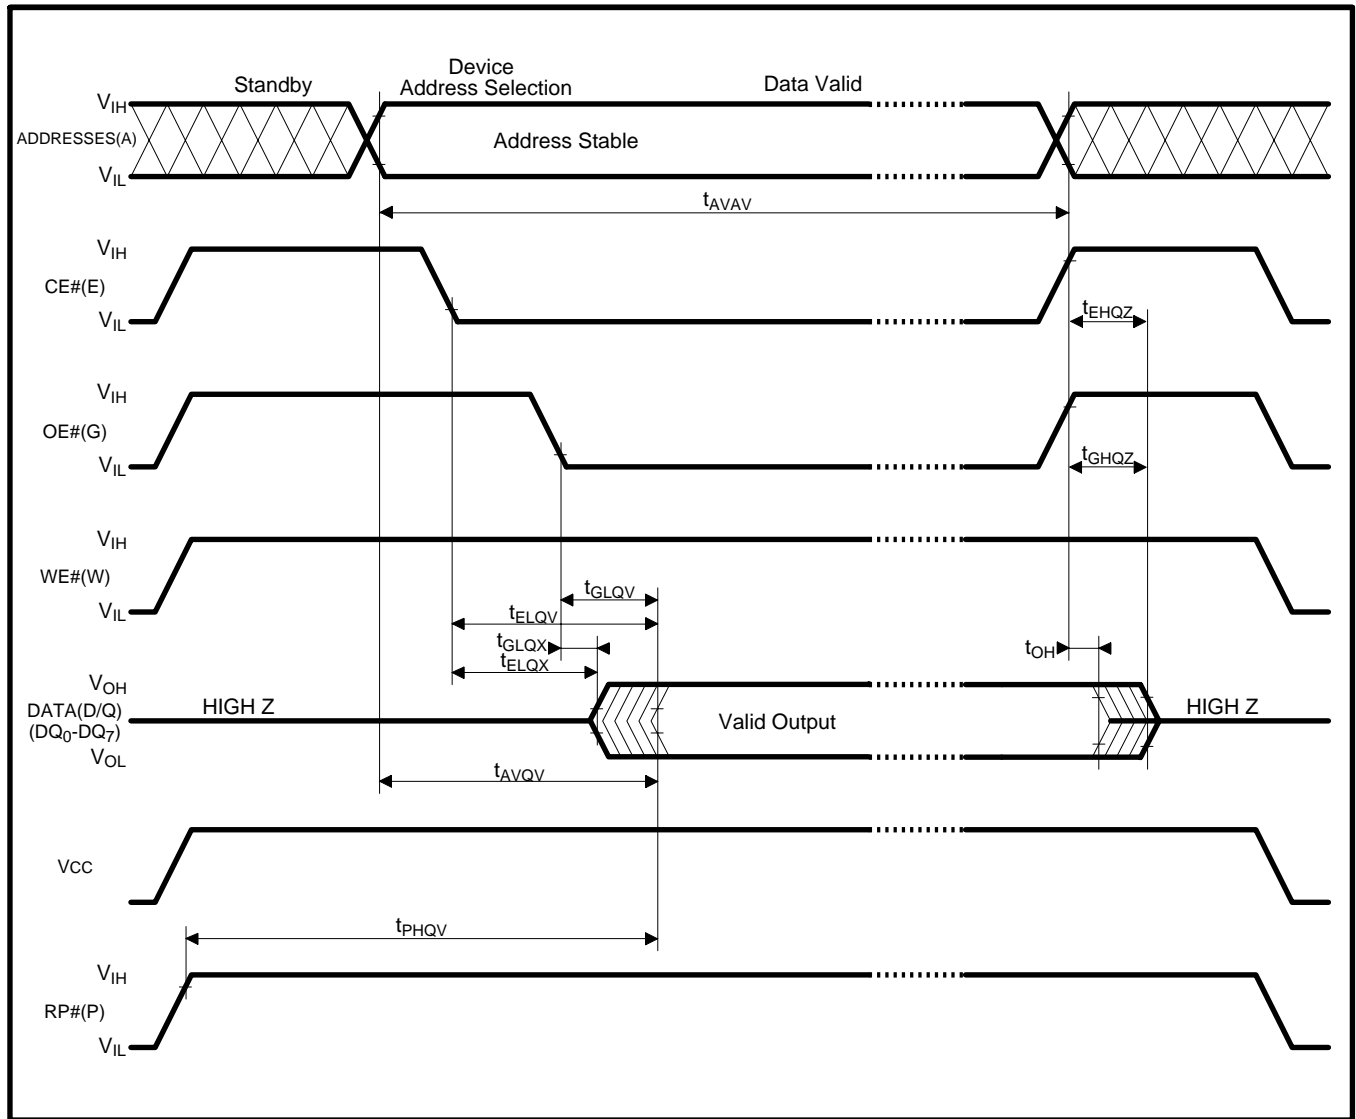 Standby
Device
Address Selection
Data Valid
VIH
ADDRESSES(A)
Address Stable
VIL
tAVAV
VIH
CE#(E)
VIL
tEHQZ
VIH
OE#(G)
VIL
tGHQZ
VIH
WE#(W)
VIL
tGLQV
tELQV
tGLQX
tELQX
tOH
VOH
DATA(D/Q)
(DQ0-DQ7)
VOL
HIGH Z
Valid Output
HIGH Z
tAVQV
VCC
tPHQV
VIH
RP#(P)
VIL